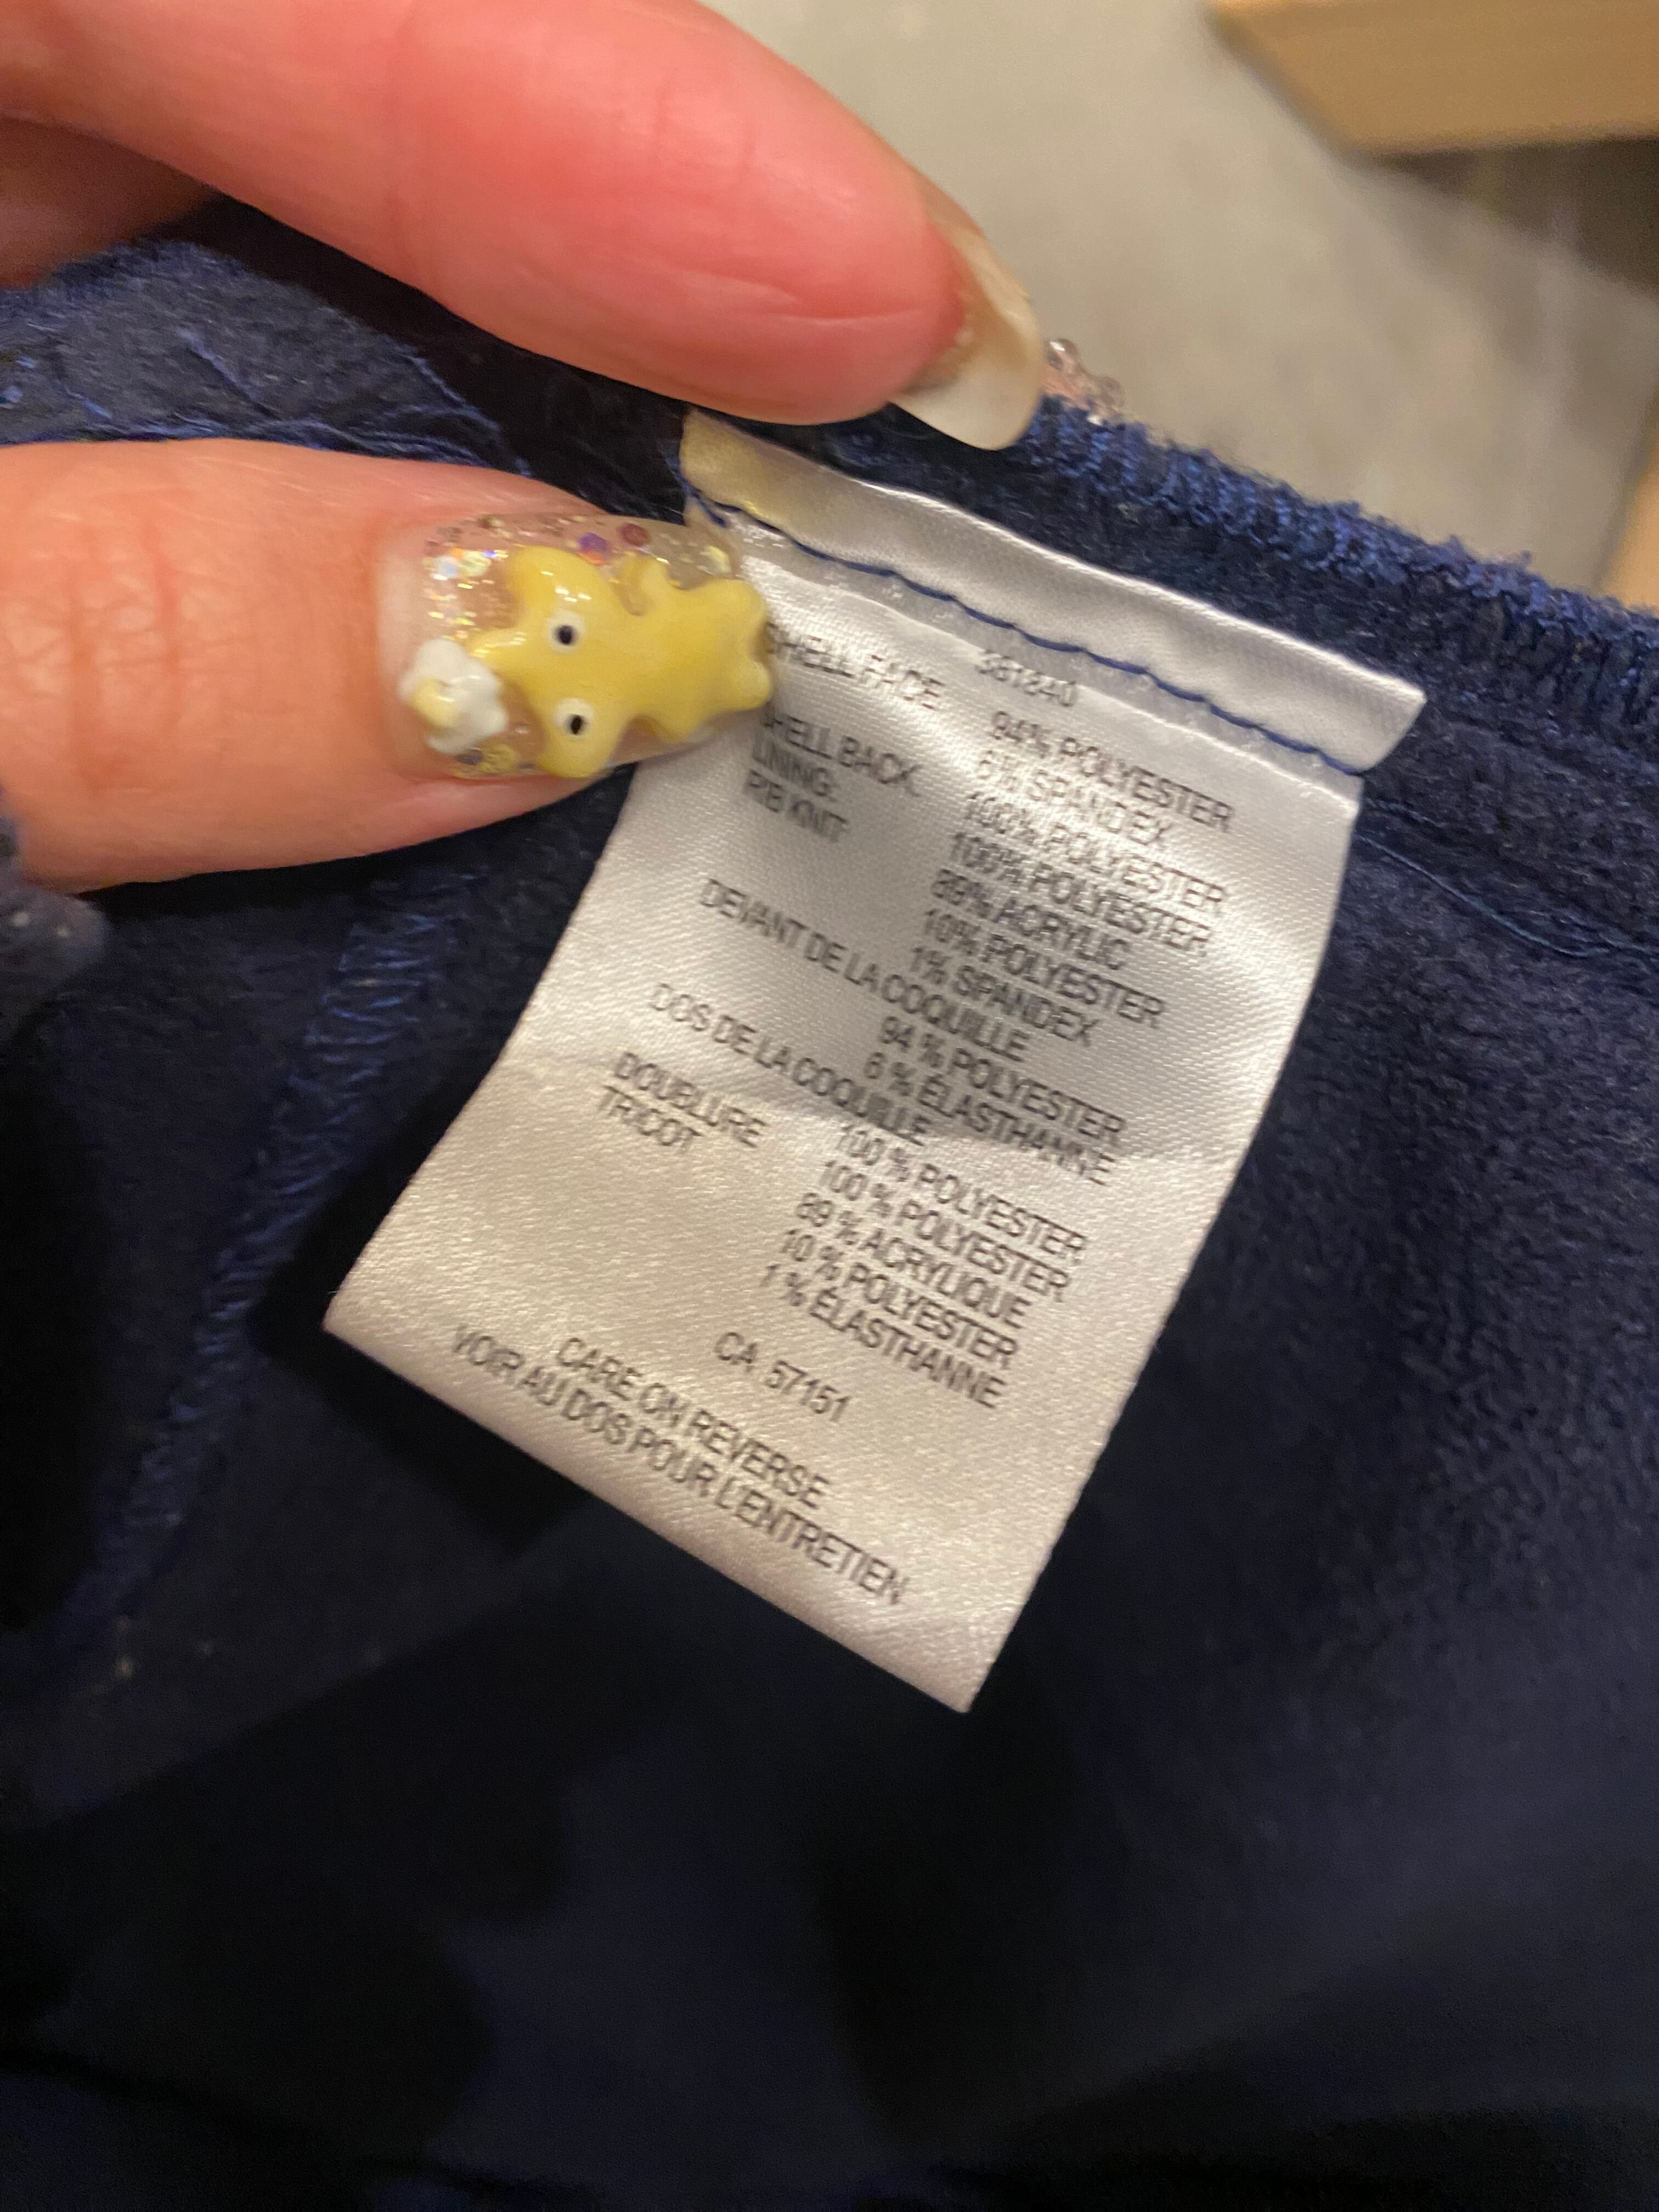 381840
SHELL FACE 94% POLYESTER
6% SPANDEX
SHELL BACK: 100% POLYESTER
LINING: 100% POLYESTER
RIB KNIT 89% ACRYLIC
10% POLYESTER
1% SPANDEX
DEVANT DE LA COQUILLE
94 % POLYESTER
6 % ÉLASTHANNE
DOS DE LA COQUILLE
100 % POLYESTER
DOUBLURE 100 % POLYESTER
TRICOT 89 % ACRYLIQUE
10 % POLYESTER
1 % ÉLASTHANNE
CA 57151
CARE ON REVERSE
VOIR AU DOS POUR L'ENTRETIEN